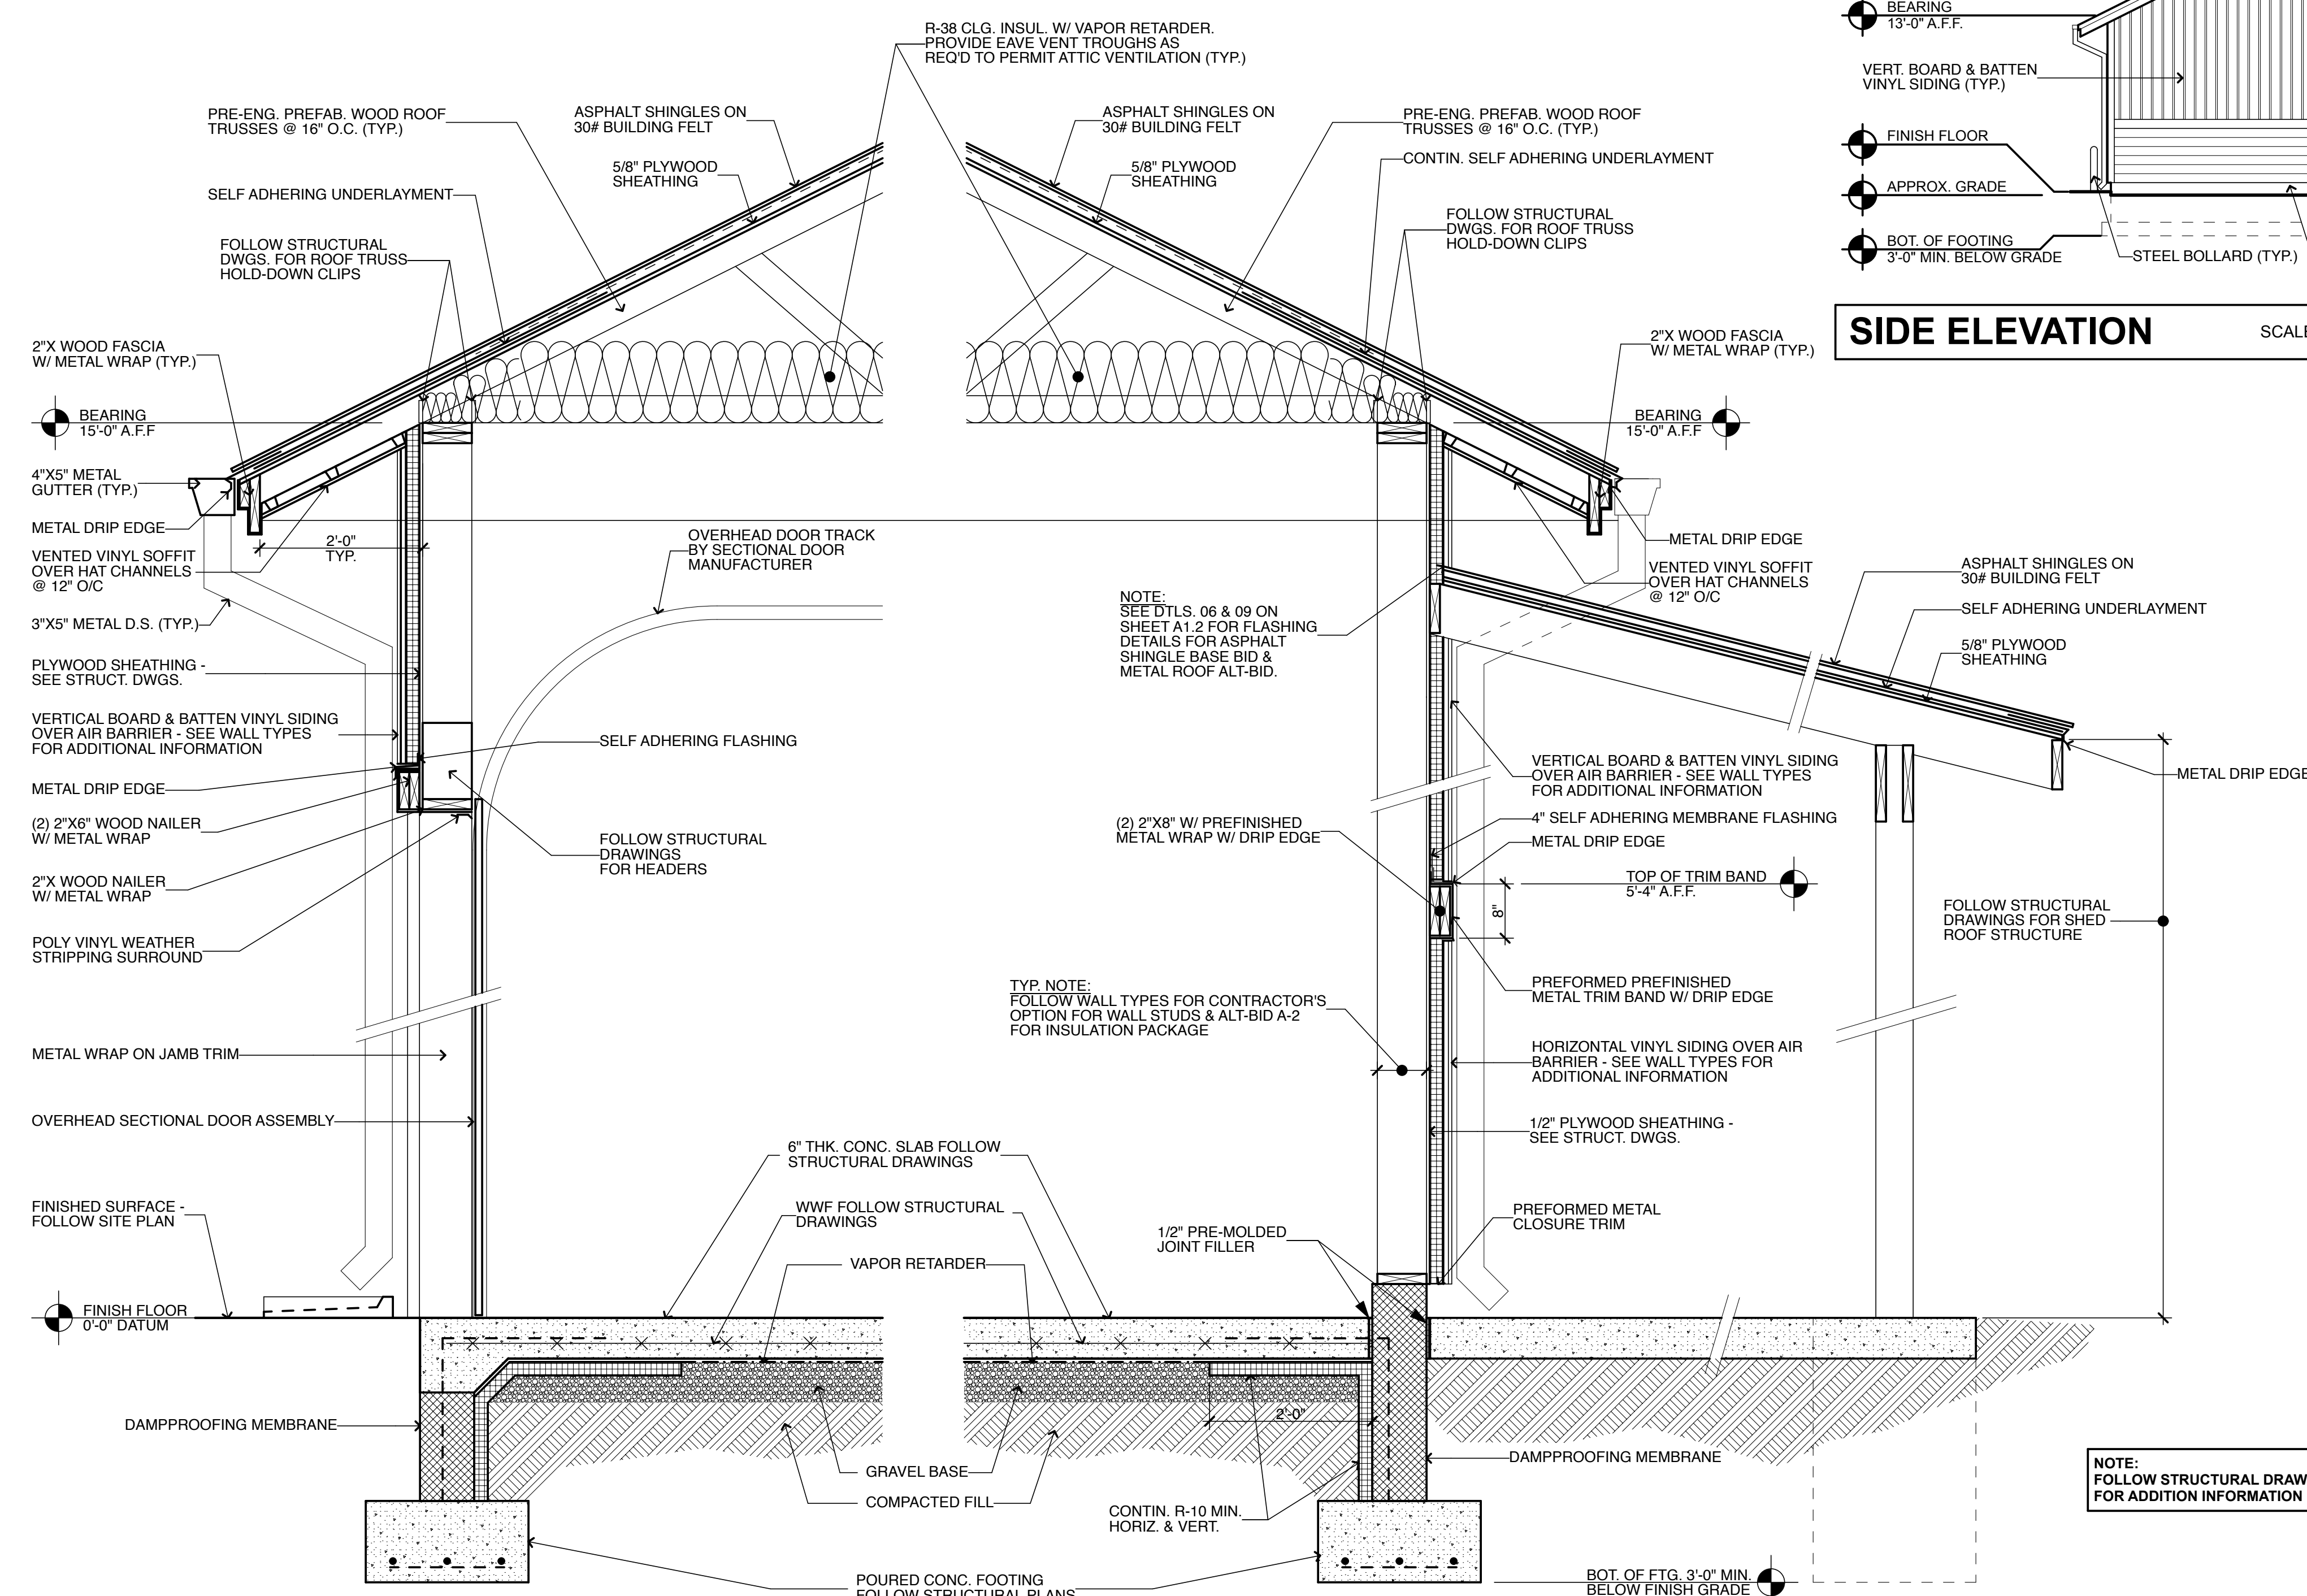 R-38 CLG. INSUL. W/ VAPOR RETARDER.
PROVIDE EAVE VENT TROUGHS AS
REQ'D TO PERMIT ATTIC VENTILATION (TYP.)
PRE-ENG. PREFAB. WOOD ROOF
TRUSSES @ 16" O.C. (TYP.)
ASPHALT SHINGLES ON
30# BUILDING FELT
5/8" PLYWOOD
SHEATHING
SELF ADHERING UNDERLAYMENT
FOLLOW STRUCTURAL
DWGS. FOR ROOF TRUSS
HOLD-DOWN CLIPS
2"X WOOD FASCIA
W/ METAL WRAP (TYP.)
BEARING
15'-0" A.F.F
4"X5" METAL
GUTTER (TYP.)
METAL DRIP EDGE
VENTED VINYL SOFFIT
OVER HAT CHANNELS
@ 12" O/C
3"X5" METAL D.S. (TYP.)
PLYWOOD SHEATHING -
SEE STRUCT. DWGS.
VERTICAL BOARD & BATTEN VINYL SIDING
OVER AIR BARRIER - SEE WALL TYPES
FOR ADDITIONAL INFORMATION
METAL DRIP EDGE
(2) 2"X6" WOOD NAILER
W/ METAL WRAP
2"X WOOD NAILER
W/ METAL WRAP
POLY VINYL WEATHER
STRIPPING SURROUND
METAL WRAP ON JAMB TRIM
OVERHEAD SECTIONAL DOOR ASSEMBLY
FINISHED SURFACE -
FOLLOW SITE PLAN
FINISH FLOOR
0'-0" DATUM
DAMPPROOFING MEMBRANE
2'-0"
TYP.
OVERHEAD DOOR TRACK
BY SECTIONAL DOOR
MANUFACTURER
SELF ADHERING FLASHING
FOLLOW STRUCTURAL
DRAWINGS
FOR HEADERS
6" THK. CONC. SLAB FOLLOW
STRUCTURAL DRAWINGS
WWF FOLLOW STRUCTURAL
DRAWINGS
VAPOR RETARDER
GRAVEL BASE
COMPACTED FILL
POURED CONC. FOOTING
FOLLOW STRUCTURAL PLANS
ASPHALT SHINGLES ON
30# BUILDING FELT
5/8" PLYWOOD
SHEATHING
PRE-ENG. PREFAB. WOOD ROOF
TRUSSES @ 16" O.C. (TYP.)
CONTIN. SELF ADHERING UNDERLAYMENT
FOLLOW STRUCTURAL
DWGS. FOR ROOF TRUSS
HOLD-DOWN CLIPS
2"X WOOD FASCIA
W/ METAL WRAP (TYP.)
BEARING
15'-0" A.F.F
METAL DRIP EDGE
VENTED VINYL SOFFIT
OVER HAT CHANNELS
@ 12" O/C
NOTE:
SEE DTLS. 06 & 09 ON
SHEET A1.2 FOR FLASHING
DETAILS FOR ASPHALT
SHINGLE BASE BID &
METAL ROOF ALT-BID.
ASPHALT SHINGLES ON
30# BUILDING FELT
SELF ADHERING UNDERLAYMENT
5/8" PLYWOOD
SHEATHING
METAL DRIP EDGE
VERTICAL BOARD & BATTEN VINYL SIDING
OVER AIR BARRIER - SEE WALL TYPES
FOR ADDITIONAL INFORMATION
4" SELF ADHERING MEMBRANE FLASHING
METAL DRIP EDGE
(2) 2"X8" W/ PREFINISHED
METAL WRAP W/ DRIP EDGE
TOP OF TRIM BAND
5'-4" A.F.F.
8"
FOLLOW STRUCTURAL
DRAWINGS FOR SHED
ROOF STRUCTURE
PREFORMED PREFINISHED
METAL TRIM BAND W/ DRIP EDGE
TYP. NOTE:
FOLLOW WALL TYPES FOR CONTRACTOR'S
OPTION FOR WALL STUDS & ALT-BID A-2
FOR INSULATION PACKAGE
HORIZONTAL VINYL SIDING OVER AIR
BARRIER - SEE WALL TYPES FOR
ADDITIONAL INFORMATION
1/2" PLYWOOD SHEATHING -
SEE STRUCT. DWGS.
PREFORMED METAL
CLOSURE TRIM
1/2" PRE-MOLDED
JOINT FILLER
2'-0"
DAMPPROOFING MEMBRANE
CONTIN. R-10 MIN.
HORIZ. & VERT.
BOT. OF FTG. 3'-0" MIN.
BELOW FINISH GRADE
NOTE:
FOLLOW STRUCTURAL DRAW
FOR ADDITION INFORMATION
BEARING
13'-0" A.F.F.
VERT. BOARD & BATTEN
VINYL SIDING (TYP.)
FINISH FLOOR
APPROX. GRADE
BOT. OF FOOTING
3'-0" MIN. BELOW GRADE
STEEL BOLLARD (TYP.)
SIDE ELEVATION
SCALE